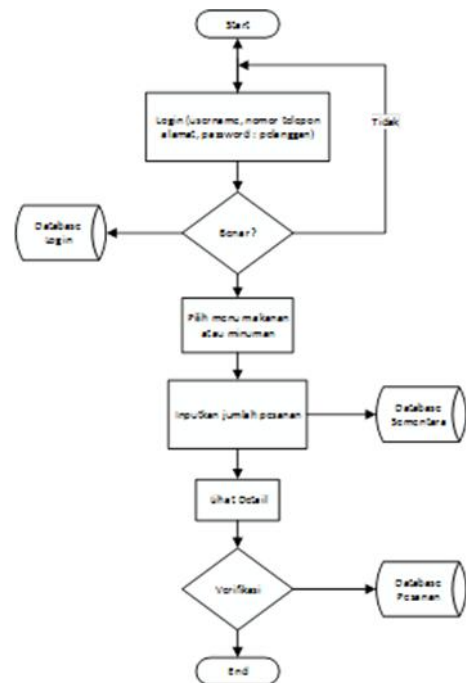 Start
Login (username, nomor telepon
alamat, password : pelanggan)
Tidak
Benar ?
Database
Login
Pilih menu makanan
atau minuman
Inputkan jumlah pesanan
Database
Sementara
Lihat Detail
Verifikasi
Database
Pesanan
End